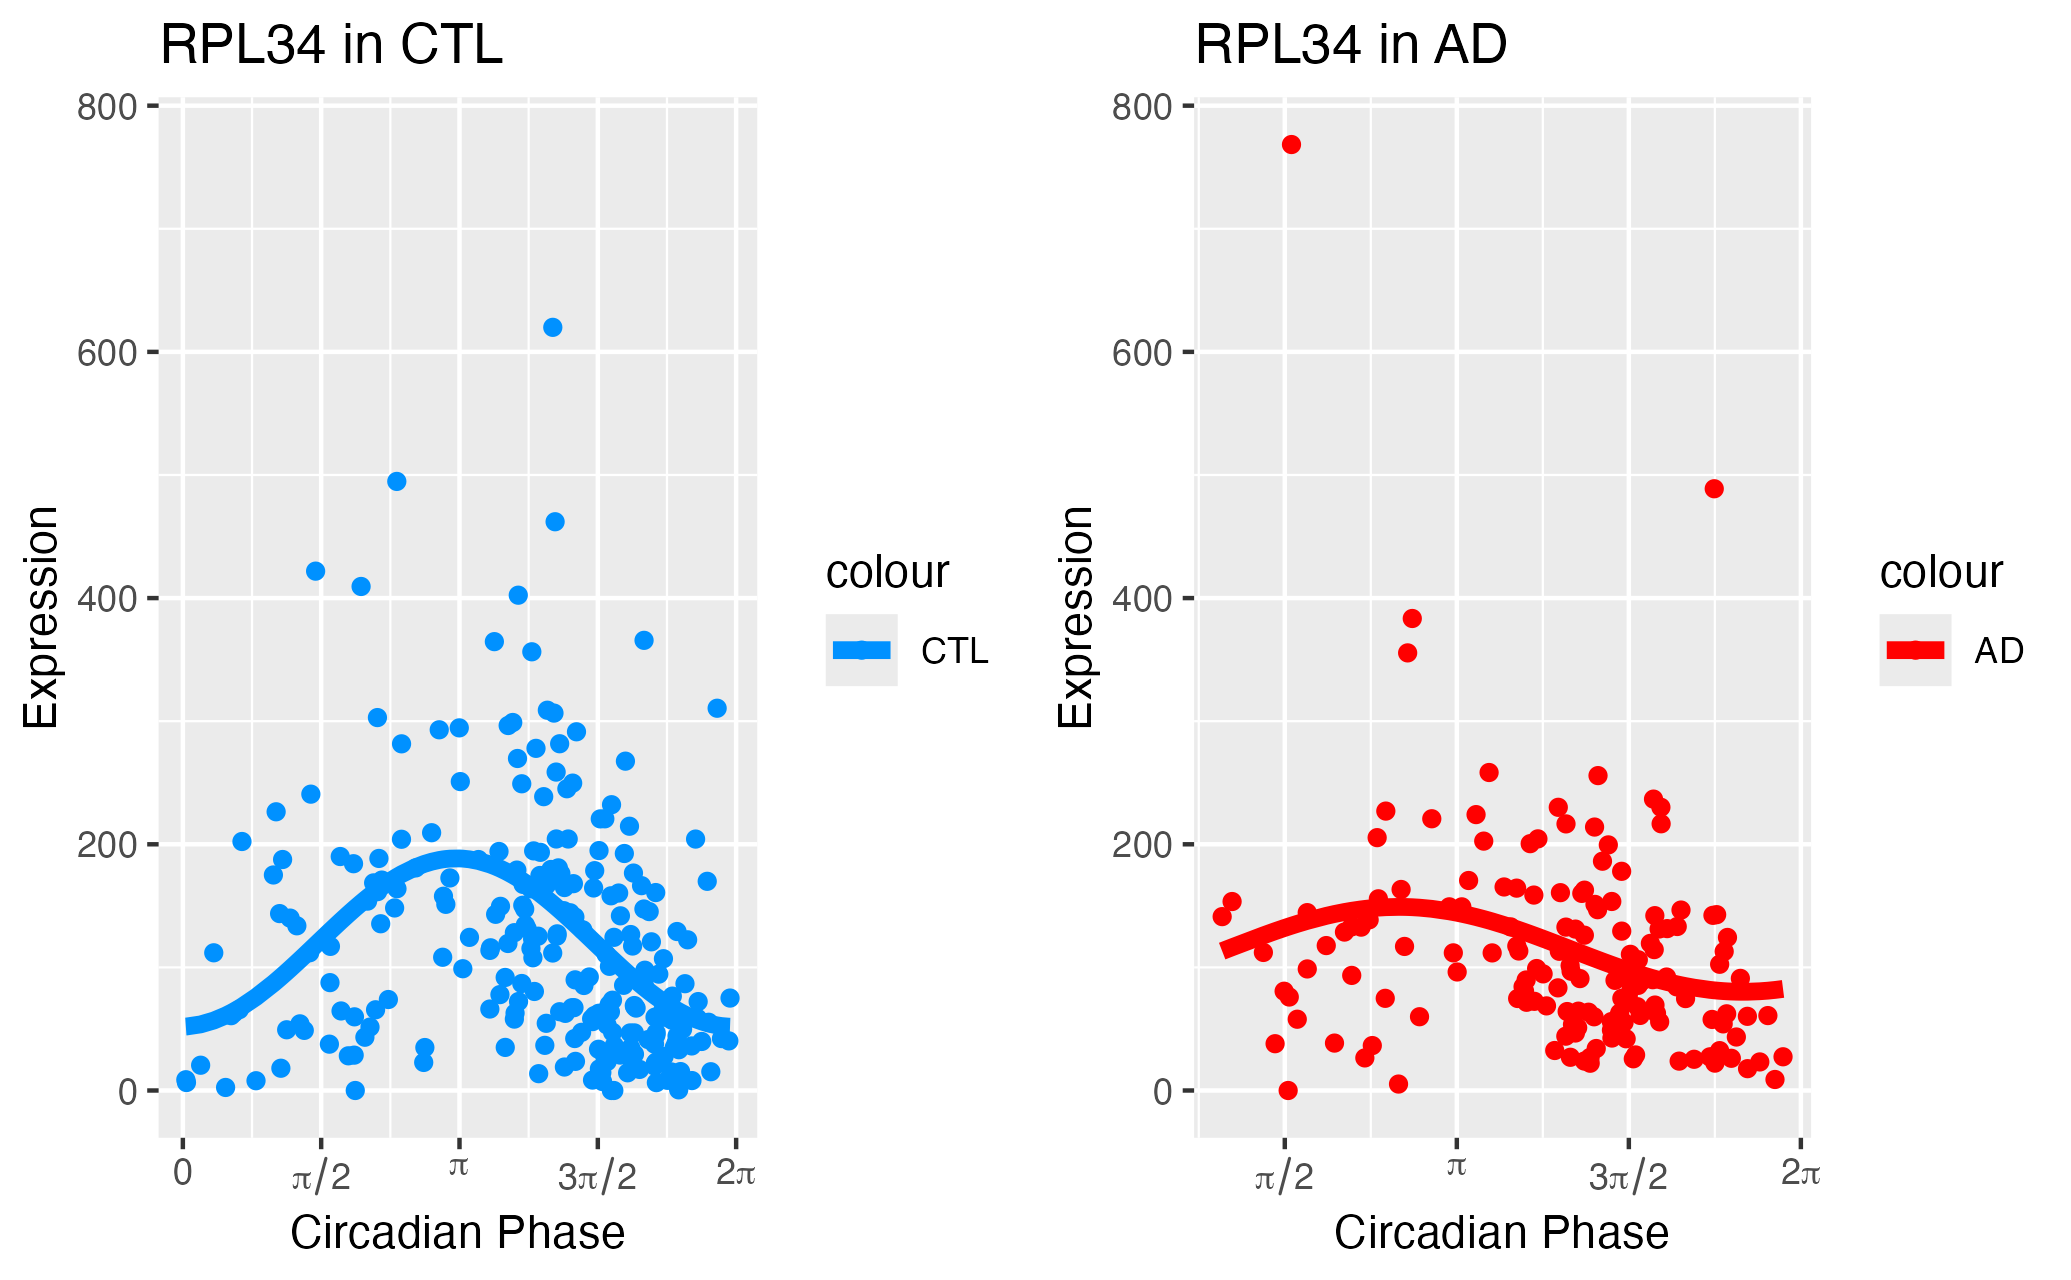 RPL34 in CTL
800
600
400
200
0
Expression
0
π/2
π
3π/2
2π
Circadian Phase
colour
CTL
RPL34 in AD
800
600
400
200
0
Expression
π/2
π
3π/2
2π
Circadian Phase
colour
AD